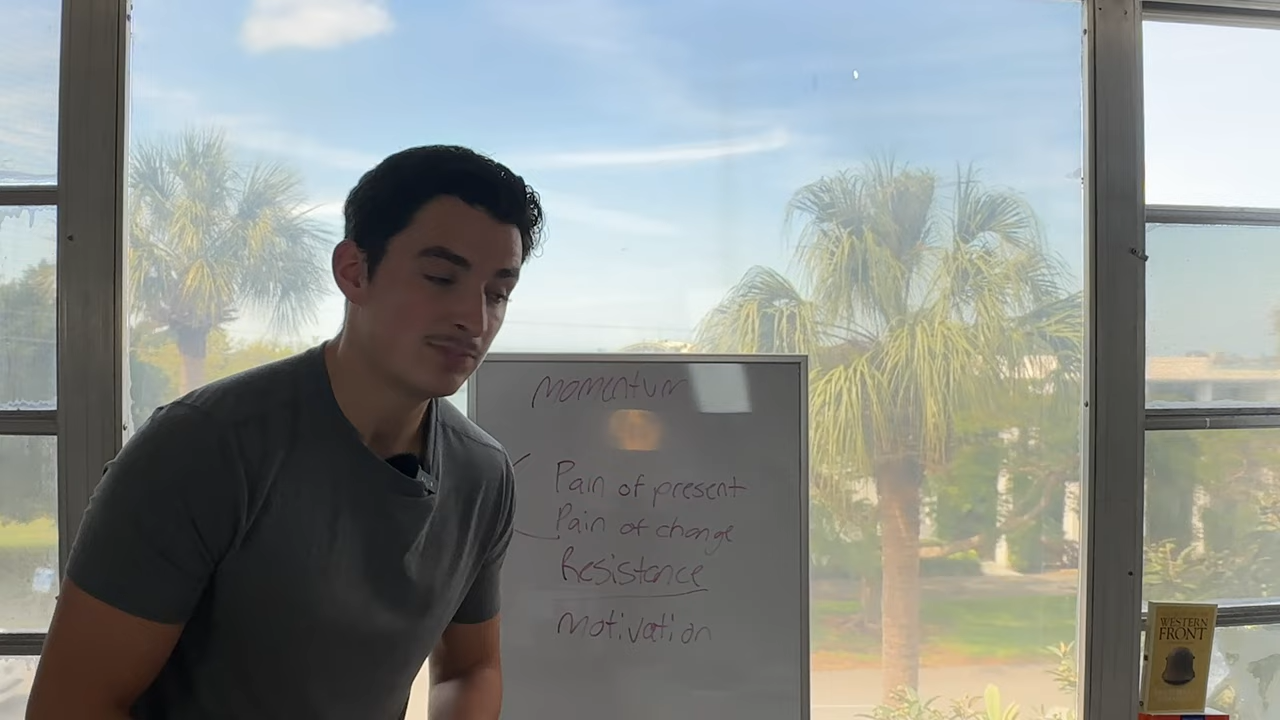 momentum
Pain of present
Pain of change
Resistance
motivation
WESTERN
FRONT